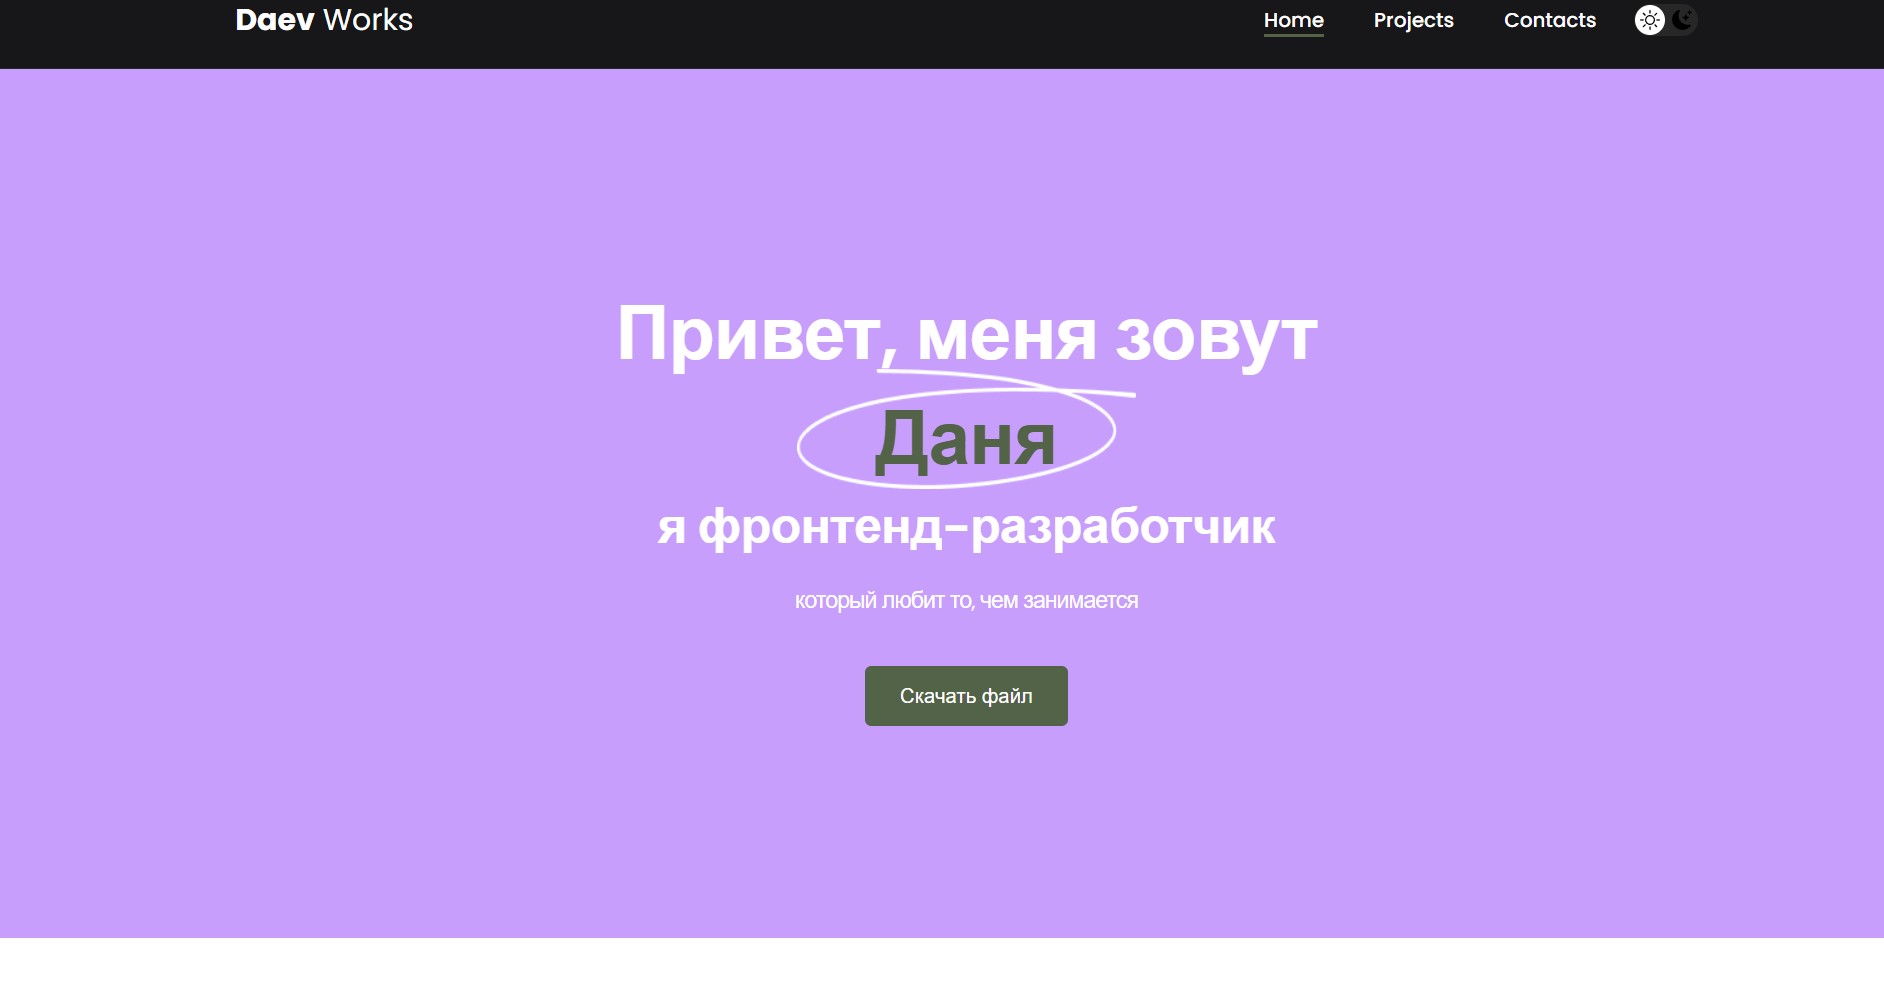 Daev Works
Home Projects Contacts
Привет, меня зовут
Даня
я фронтенд-разработчик
который любит то, чем занимается
Скачать файл